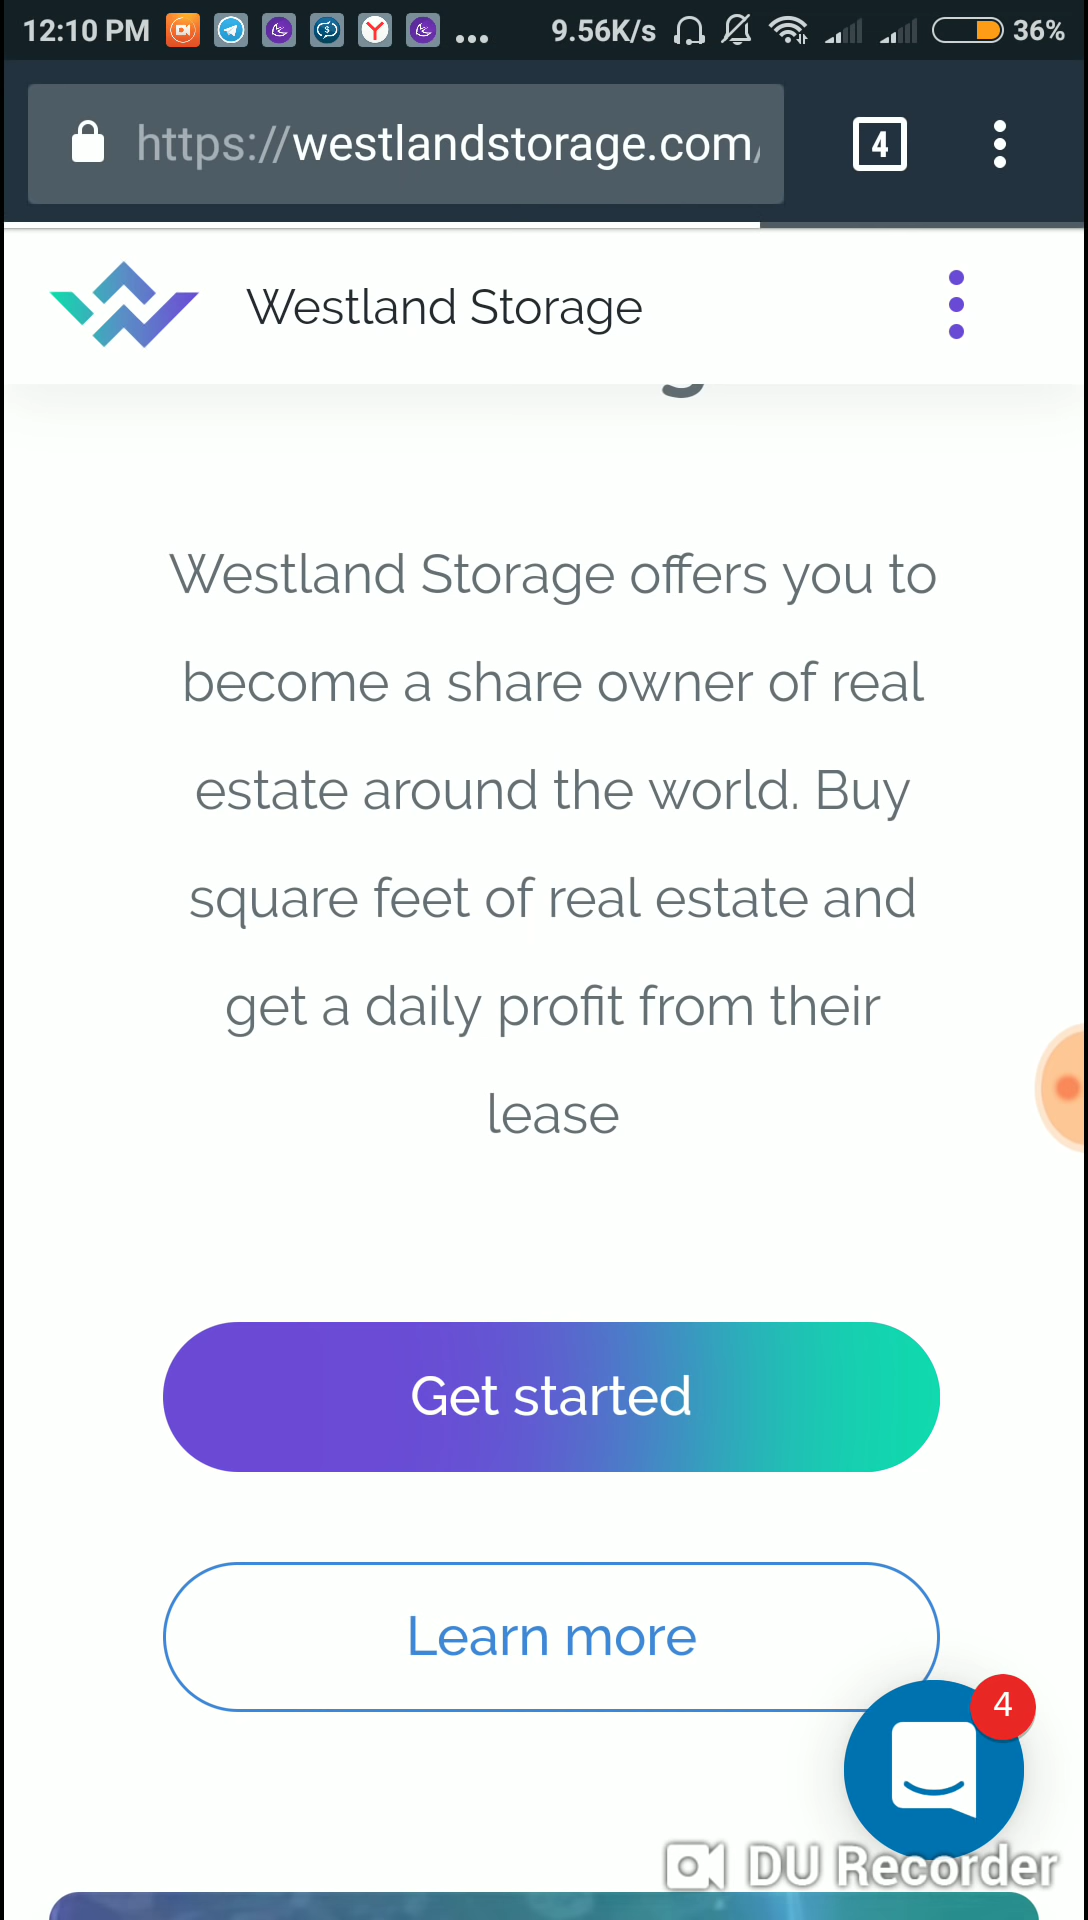 12:10 PM
9.56K/s
36%
https://westlandstorage.com/
4
Westland Storage
Westland Storage offers you to
become a share owner of real
estate around the world. Buy
square feet of real estate and
get a daily profit from their
lease
Get started
Learn more
4
DU Recorder